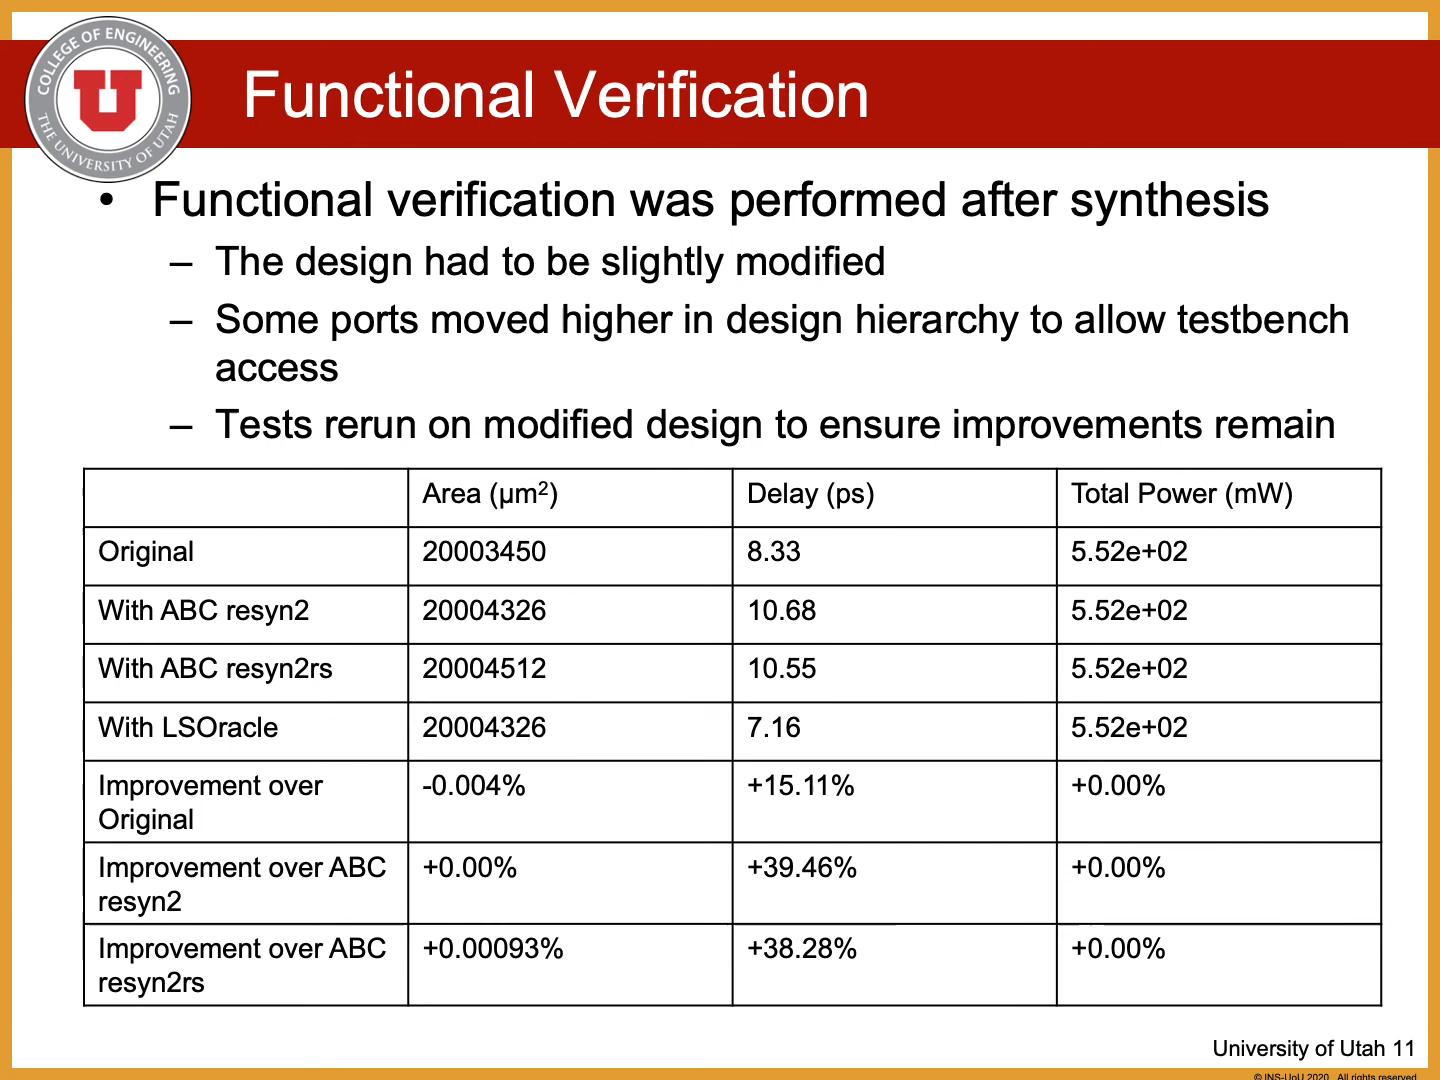 COLLEGE OF ENGINEERING
THE UNIVERSITY OF UTAH
U
Functional Verification
• Functional verification was performed after synthesis
– The design had to be slightly modified
– Some ports moved higher in design hierarchy to allow testbench
access
– Tests rerun on modified design to ensure improvements remain
Area (µm²) Delay (ps) Total Power (mW)
Original 20003450 8.33 5.52e+02
With ABC resyn2 20004326 10.68 5.52e+02
With ABC resyn2rs 20004512 10.55 5.52e+02
With LSOracle 20004326 7.16 5.52e+02
Improvement over
Original -0.004% +15.11% +0.00%
Improvement over ABC
resyn2 +0.00% +39.46% +0.00%
Improvement over ABC
resyn2rs +0.00093% +38.28% +0.00%
University of Utah 11
© INS-UoU 2020. All rights reserved